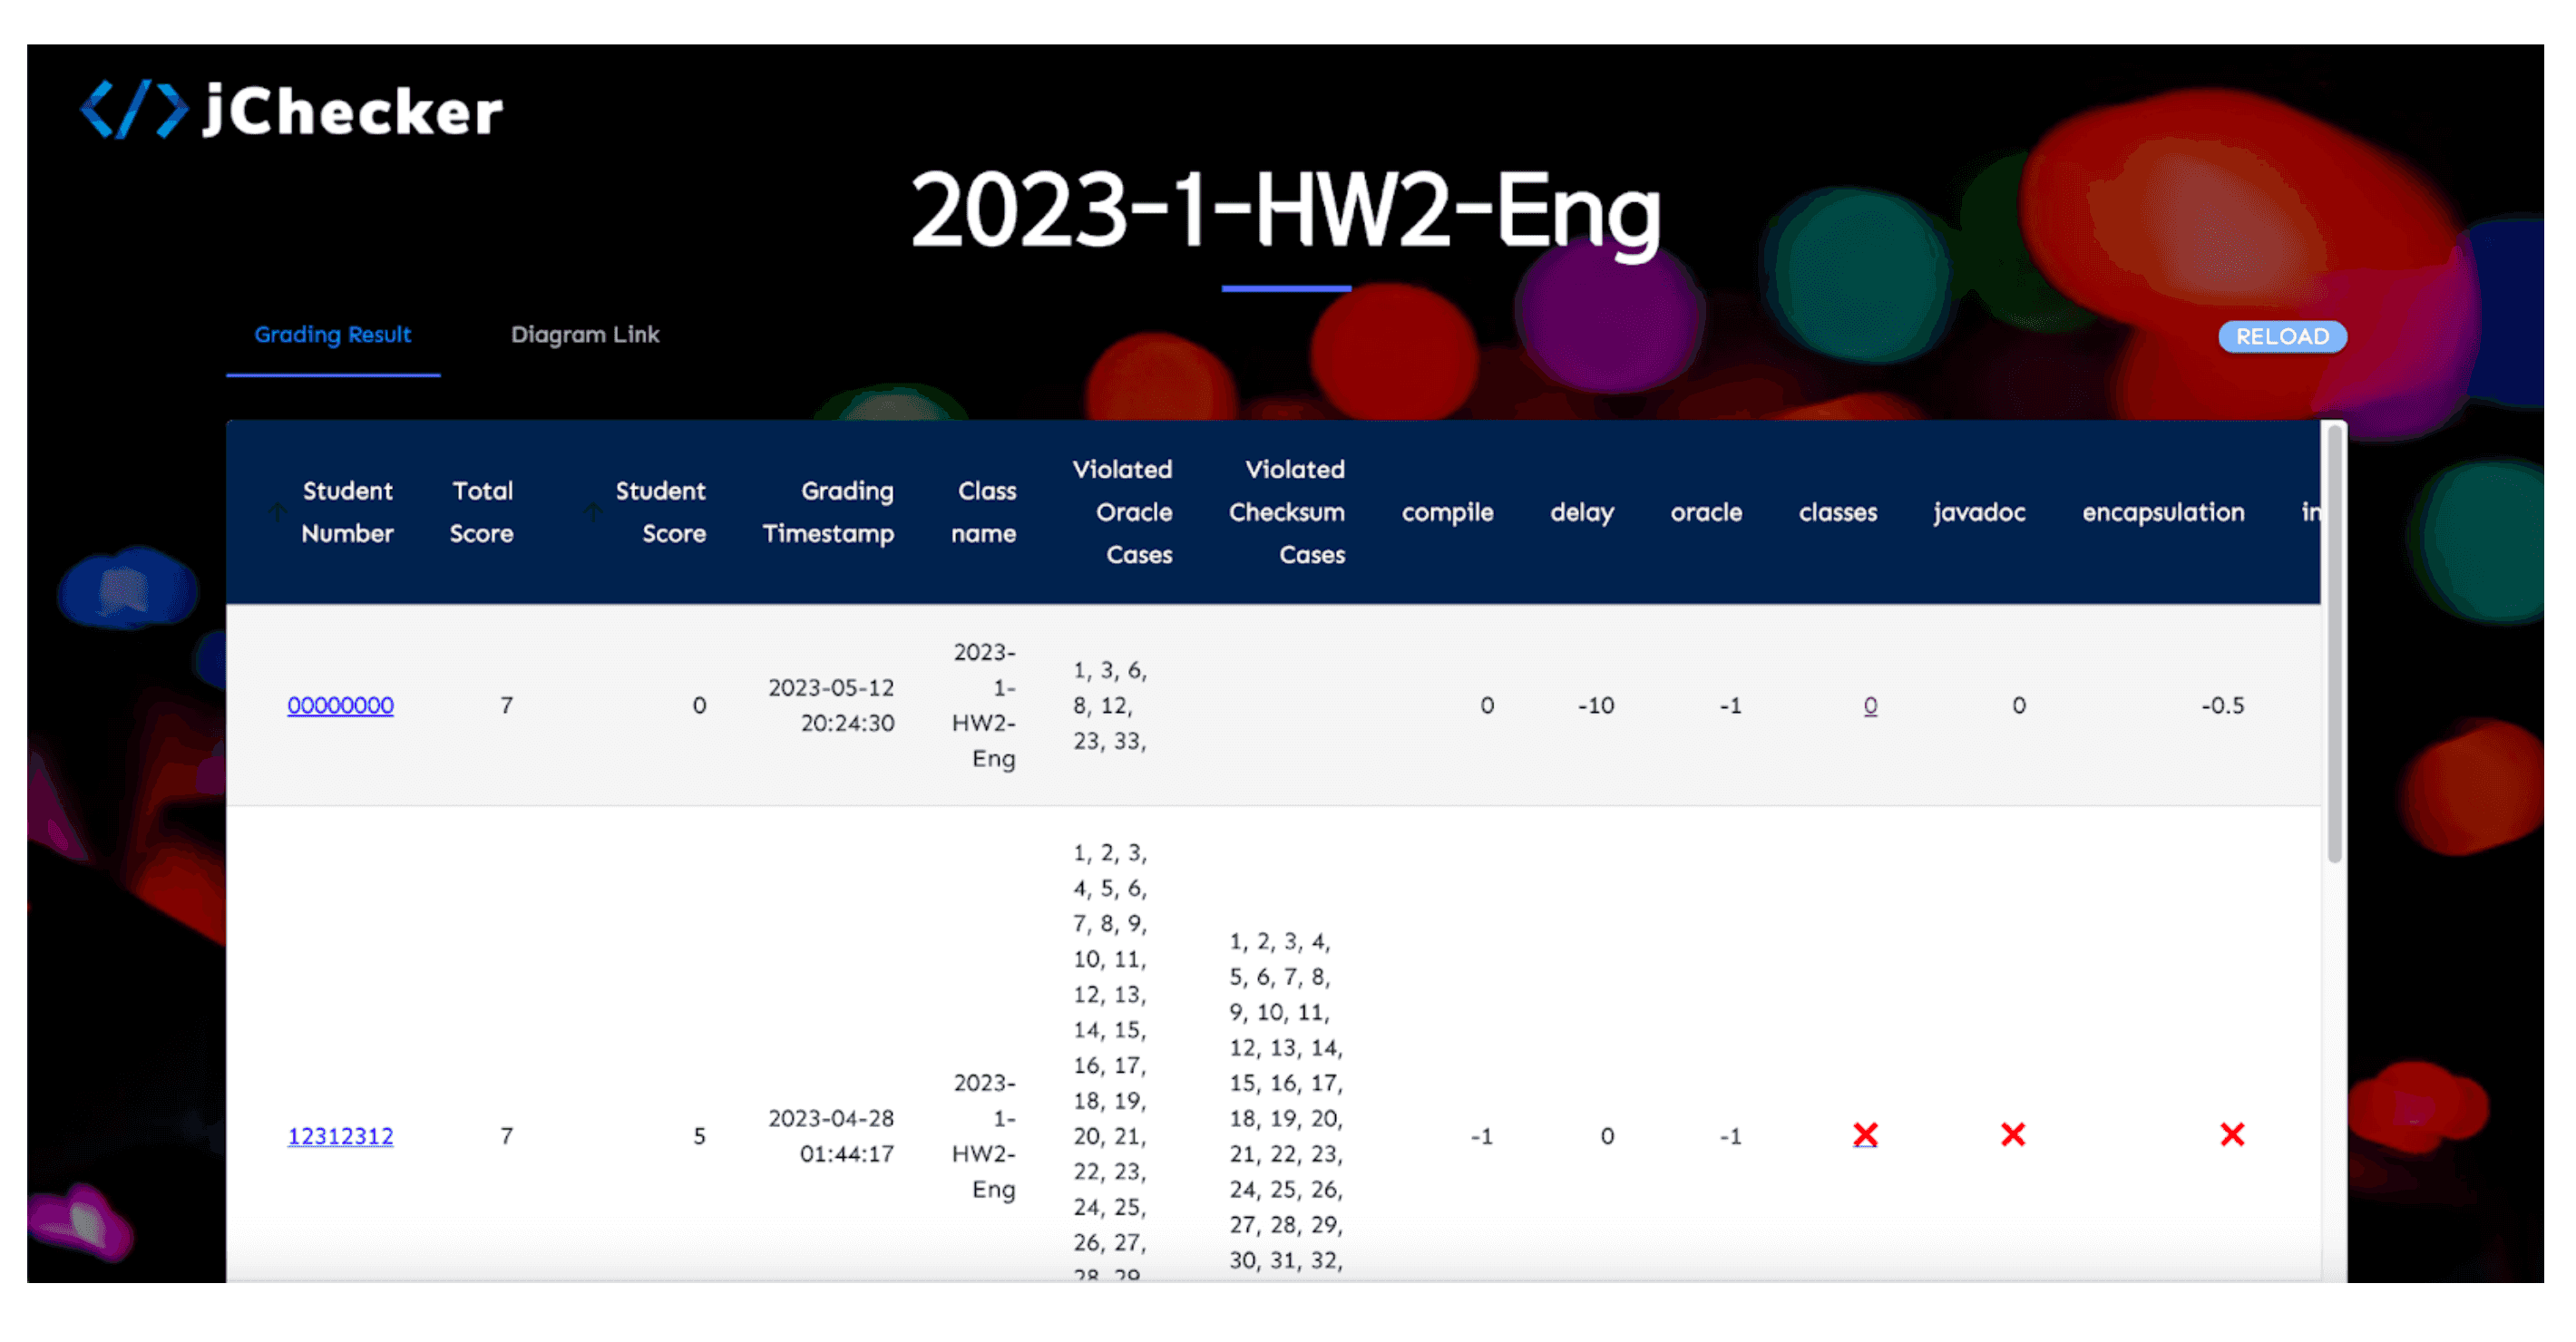 </> jChecker
2023-1-HW2-Eng
Grading Result
Diagram Link
RELOAD
↑ Student Number
Total Score
↑ Student Score
Grading Timestamp
Class name
Violated Oracle Cases
Violated Checksum Cases
compile
delay
oracle
classes
javadoc
encapsulation
in
00000000
7
0
2023-05-12
20:24:30
2023-
1-
HW2-
Eng
1, 3, 6,
8, 12,
23, 33,
0
-10
-1
0
0
-0.5
12312312
7
5
2023-04-28
01:44:17
2023-
1-
HW2-
Eng
1, 2, 3,
4, 5, 6,
7, 8, 9,
10, 11,
12, 13,
14, 15,
16, 17,
18, 19,
20, 21,
22, 23,
24, 25,
26, 27,
28, 29
1, 2, 3, 4,
5, 6, 7, 8,
9, 10, 11,
12, 13, 14,
15, 16, 17,
18, 19, 20,
21, 22, 23,
24, 25, 26,
27, 28, 29,
30, 31, 32,
-1
0
-1
❌
❌
❌